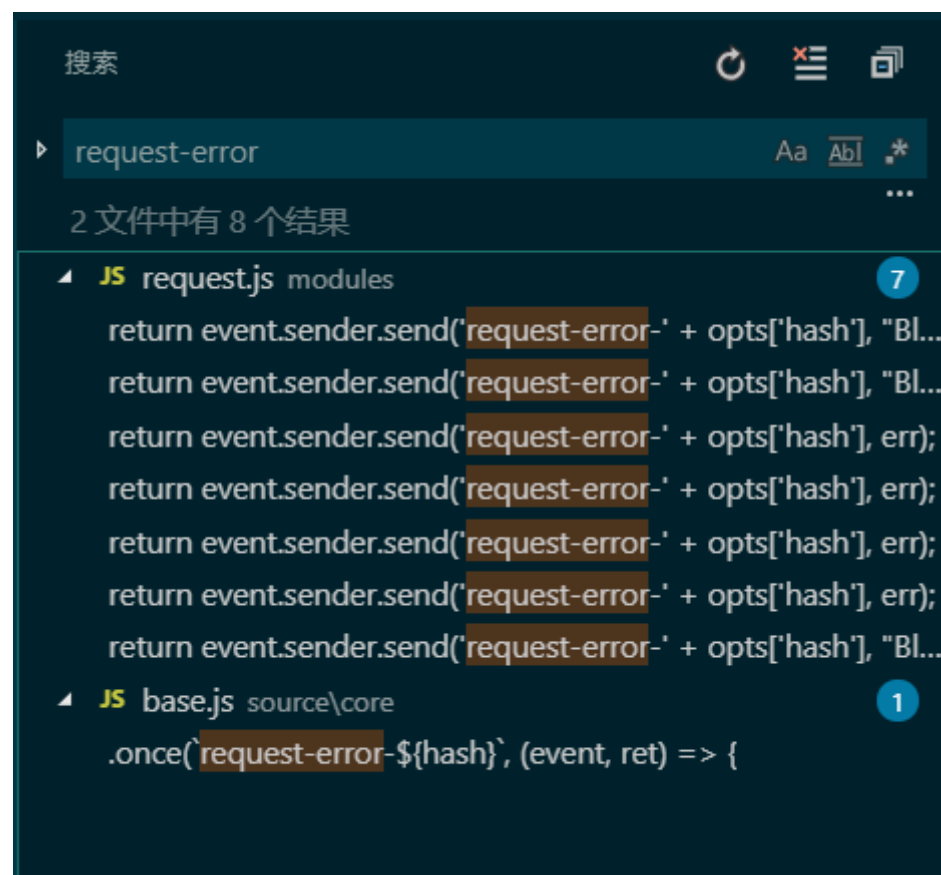 搜索
request-error Aa Abl .*
...
2 文件中有 8 个结果
JS request.js modules 7
return event.sender.send('request-error-' + opts['hash'], "Bl...
return event.sender.send('request-error-' + opts['hash'], "Bl...
return event.sender.send('request-error-' + opts['hash'], err);
return event.sender.send('request-error-' + opts['hash'], err);
return event.sender.send('request-error-' + opts['hash'], err);
return event.sender.send('request-error-' + opts['hash'], err);
return event.sender.send('request-error-' + opts['hash'], "Bl...
JS base.js source\core 1
.once(`request-error-${hash}`, (event, ret) => {